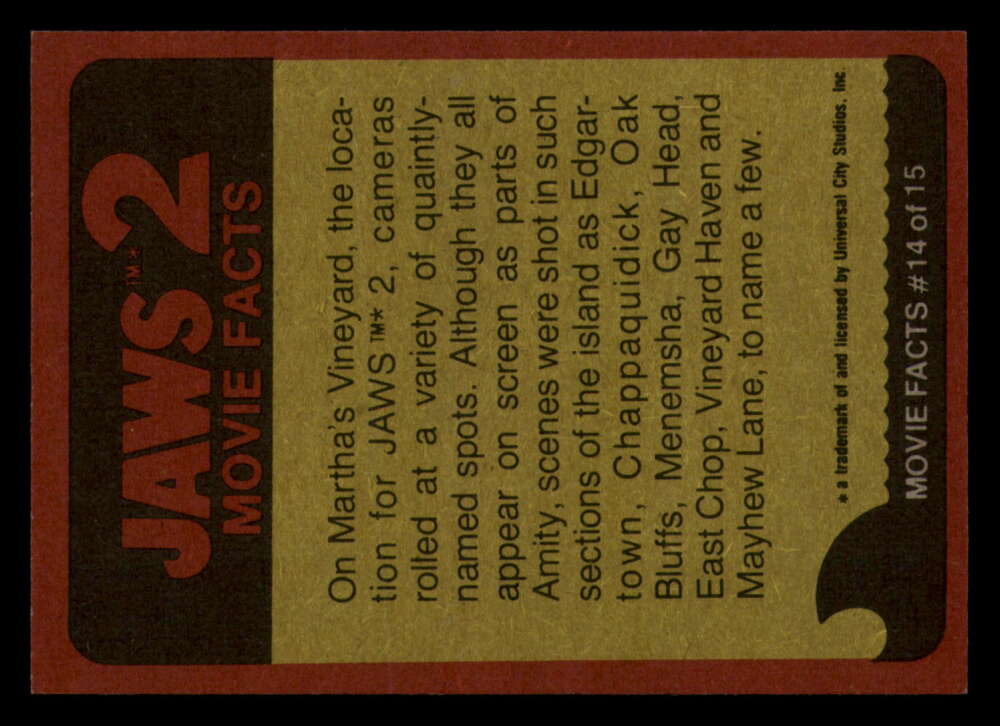 JAWS™* 2
MOVIE FACTS
On Martha's Vineyard, the loca-
tion for JAWS™* 2, cameras
rolled at a variety of quaintly-
named spots. Although they all
appear on screen as parts of
Amity, scenes were shot in such
sections of the island as Edgar-
town, Chappaquidick, Oak
Bluffs, Menemsha, Gay Head,
East Chop, Vineyard Haven and
Mayhew Lane, to name a few.
* a trademark of and licensed by Universal City Studios, Inc.
MOVIE FACTS #14 of 15